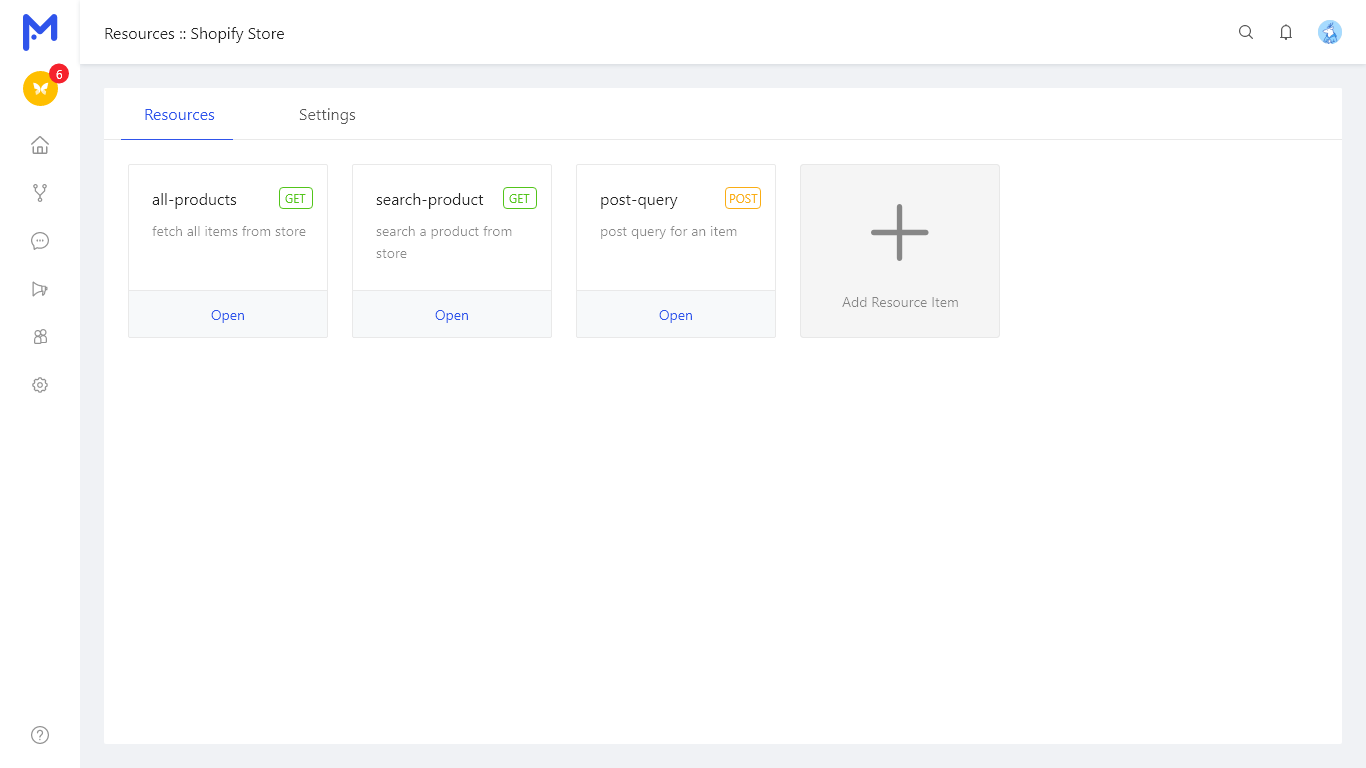 Resources :: Shopify Store
6
Resources
Settings
all-products
GET
fetch all items from store
Open
search-product
GET
search a product from
store
Open
post-query
POST
post query for an item
Open
Add Resource Item